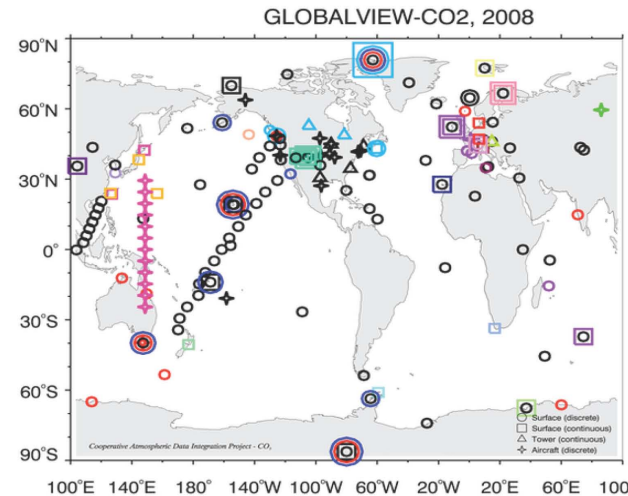 GLOBALVIEW-CO2, 2008
90°N
60°N
30°N
0°
30°S
60°S
90°S
Surface (discrete)
Surface (continuous)
Tower (continuous)
Aircraft (discrete)
Cooperative Atmospheric Data Integration Project - CO₂
100°E 140°E 180° 140°W 100°W 60°W 20°W 20°E 60°E 100